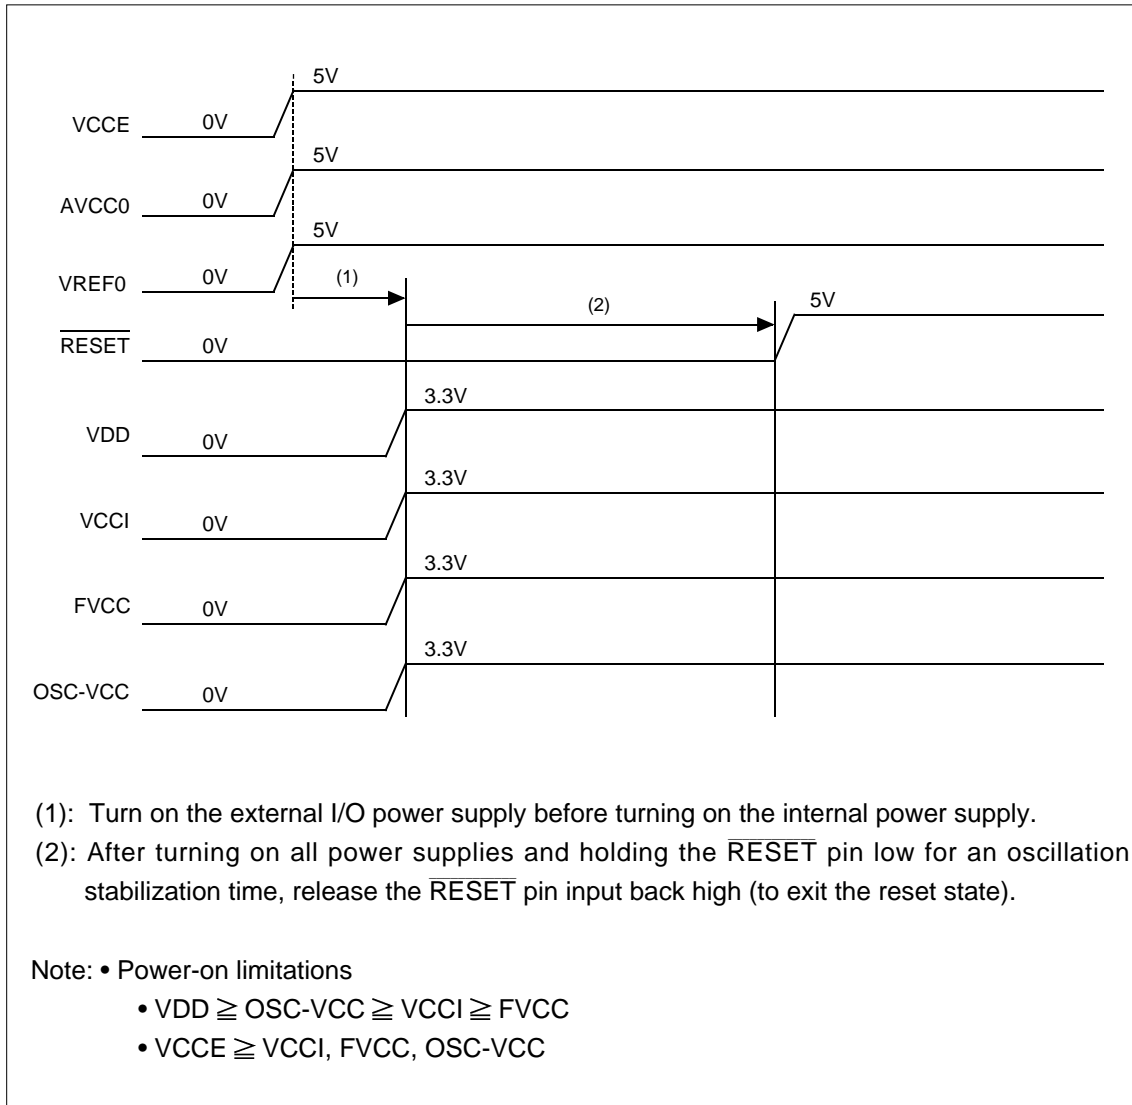 5V
VCCE 0V
5V
AVCC0 0V
5V
VREF0 0V (1)
(2) 5V
RESET 0V
3.3V
VDD 0V
3.3V
VCCI 0V
3.3V
FVCC 0V
3.3V
OSC-VCC 0V
(1): Turn on the external I/O power supply before turning on the internal power supply.
(2): After turning on all power supplies and holding the RESET pin low for an oscillation
stabilization time, release the RESET pin input back high (to exit the reset state).
Note: • Power-on limitations
• VDD ≧ OSC-VCC ≧ VCCI ≧ FVCC
• VCCE ≧ VCCI, FVCC, OSC-VCC